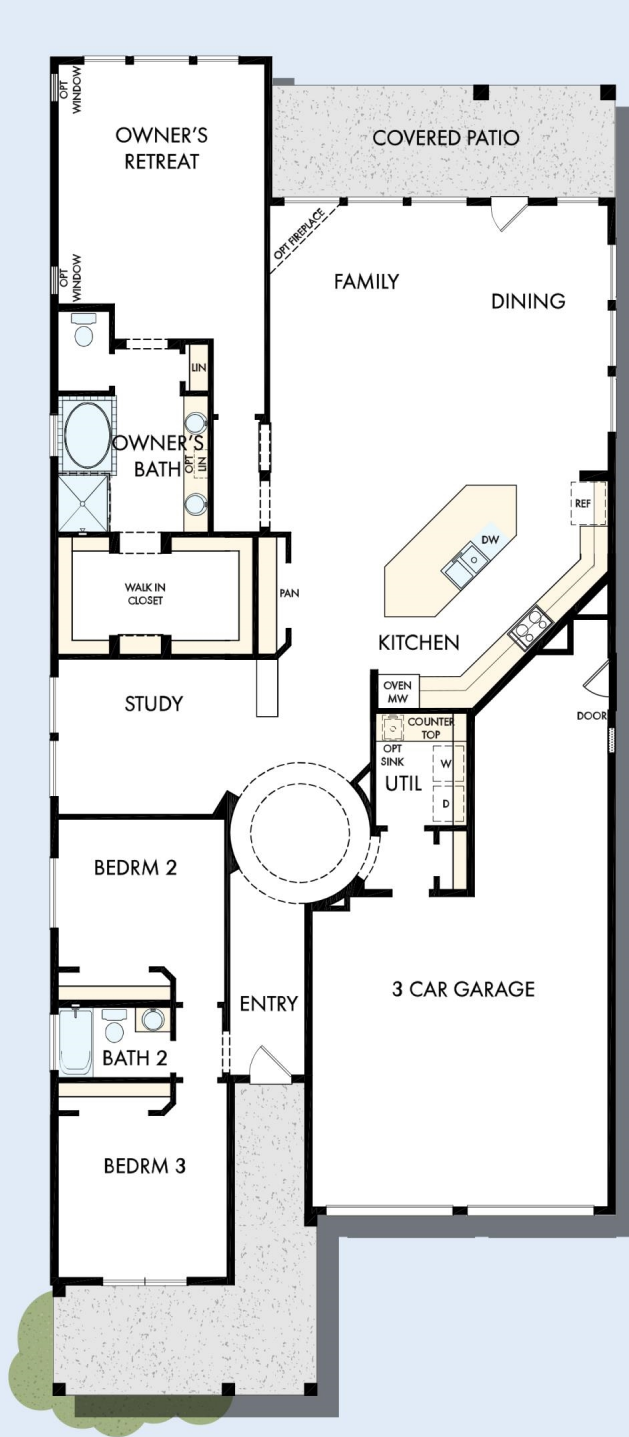 OPT
WINDOW
OWNER'S
RETREAT
COVERED PATIO
OPT FIREPLACE
OPT
WINDOW
FAMILY
DINING
LIN
OWNER'S
BATH
OPT
LIN
REF
DW
WALK IN
CLOSET
PAN
KITCHEN
OVEN
MW
STUDY
COUNTER
TOP
DOOR
OPT
SINK
W
UTIL
D
BEDRM 2
3 CAR GARAGE
ENTRY
BATH 2
BEDRM 3